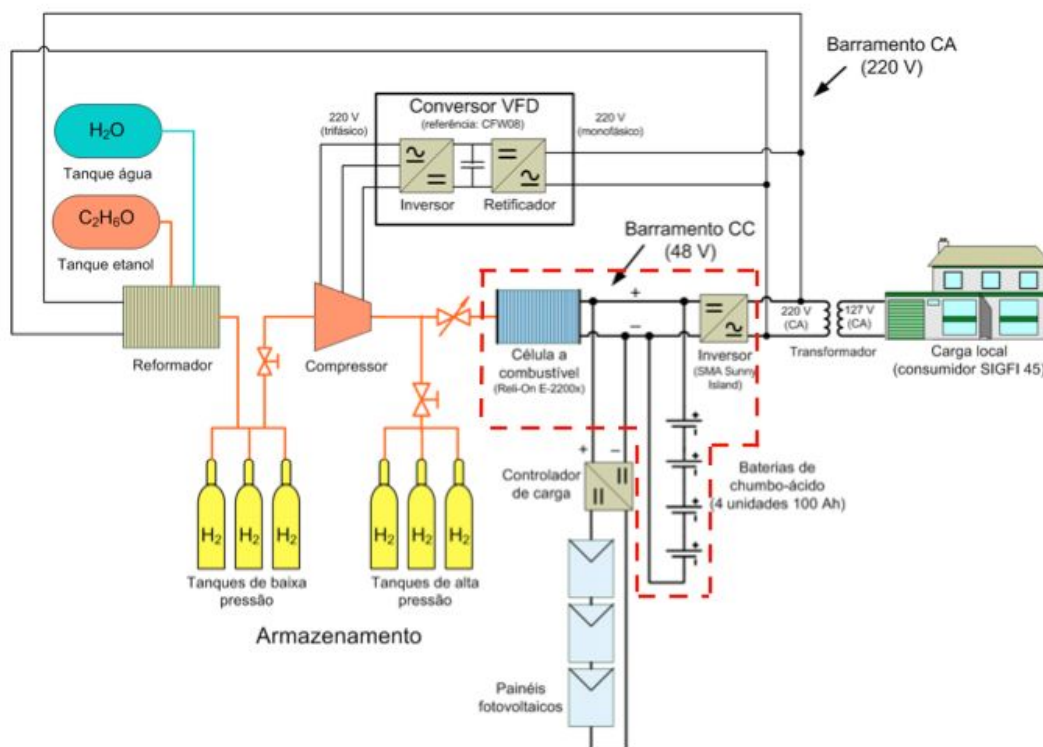 Barramento CA
(220 V)
Conversor VFD
(referência: CFW08)
220 V
(trifásico)
220 V
(monofásico)
Inversor
Retificador
H₂O
Tanque água
C₂H₆O
Tanque etanol
Reformador
Compressor
Barramento CC
(48 V)
+
−
Célula a
combustível
(Reli-On E-2200x)
Inversor
(SMA Sunny
Island)
220 V
(CA)
127 V
(CA)
Transformador
Carga local
(consumidor SIGFI 45)
+ −
Controlador
de carga
Baterias de
chumbo-ácido
(4 unidades 100 Ah)
H₂ H₂ H₂
Tanques de baixa
pressão
H₂ H₂ H₂
Tanques de alta
pressão
Armazenamento
Painéis
fotovoltaicos